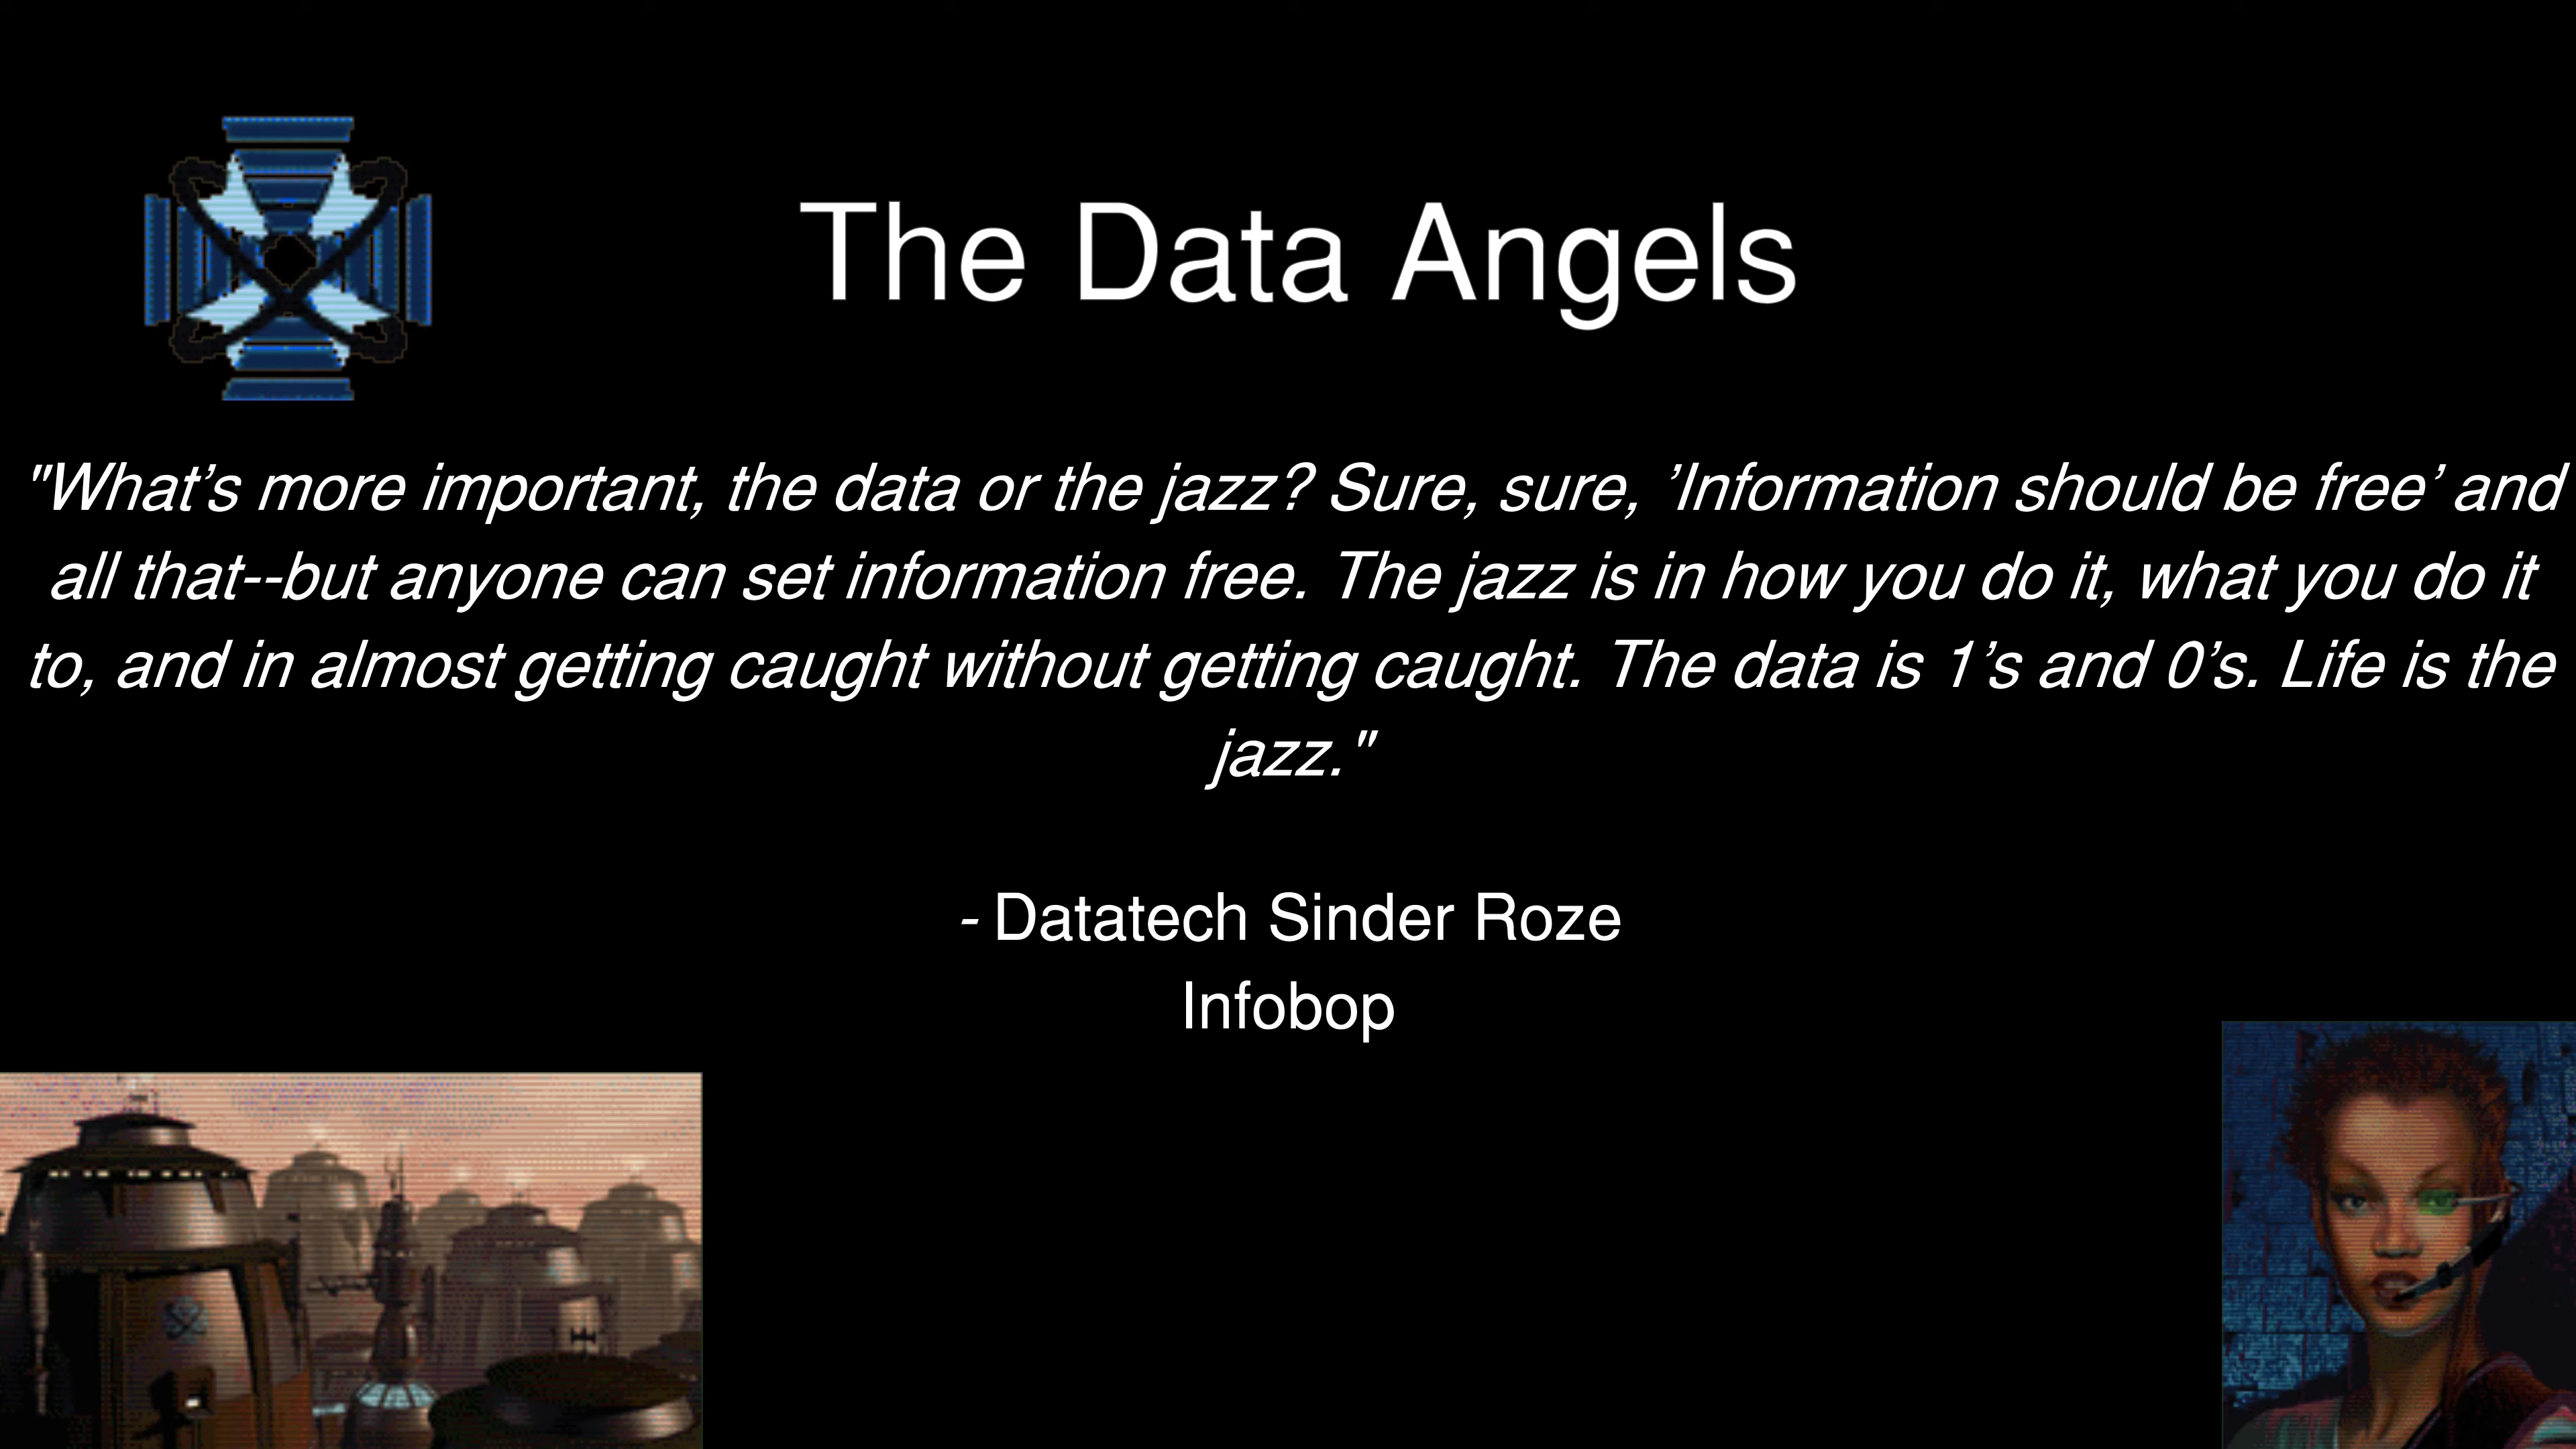 The Data Angels
"What’s more important, the data or the jazz? Sure, sure, ’Information should be free’ and
all that--but anyone can set information free. The jazz is in how you do it, what you do it
to, and in almost getting caught without getting caught. The data is 1’s and 0’s. Life is the
jazz."
- Datatech Sinder Roze
Infobop